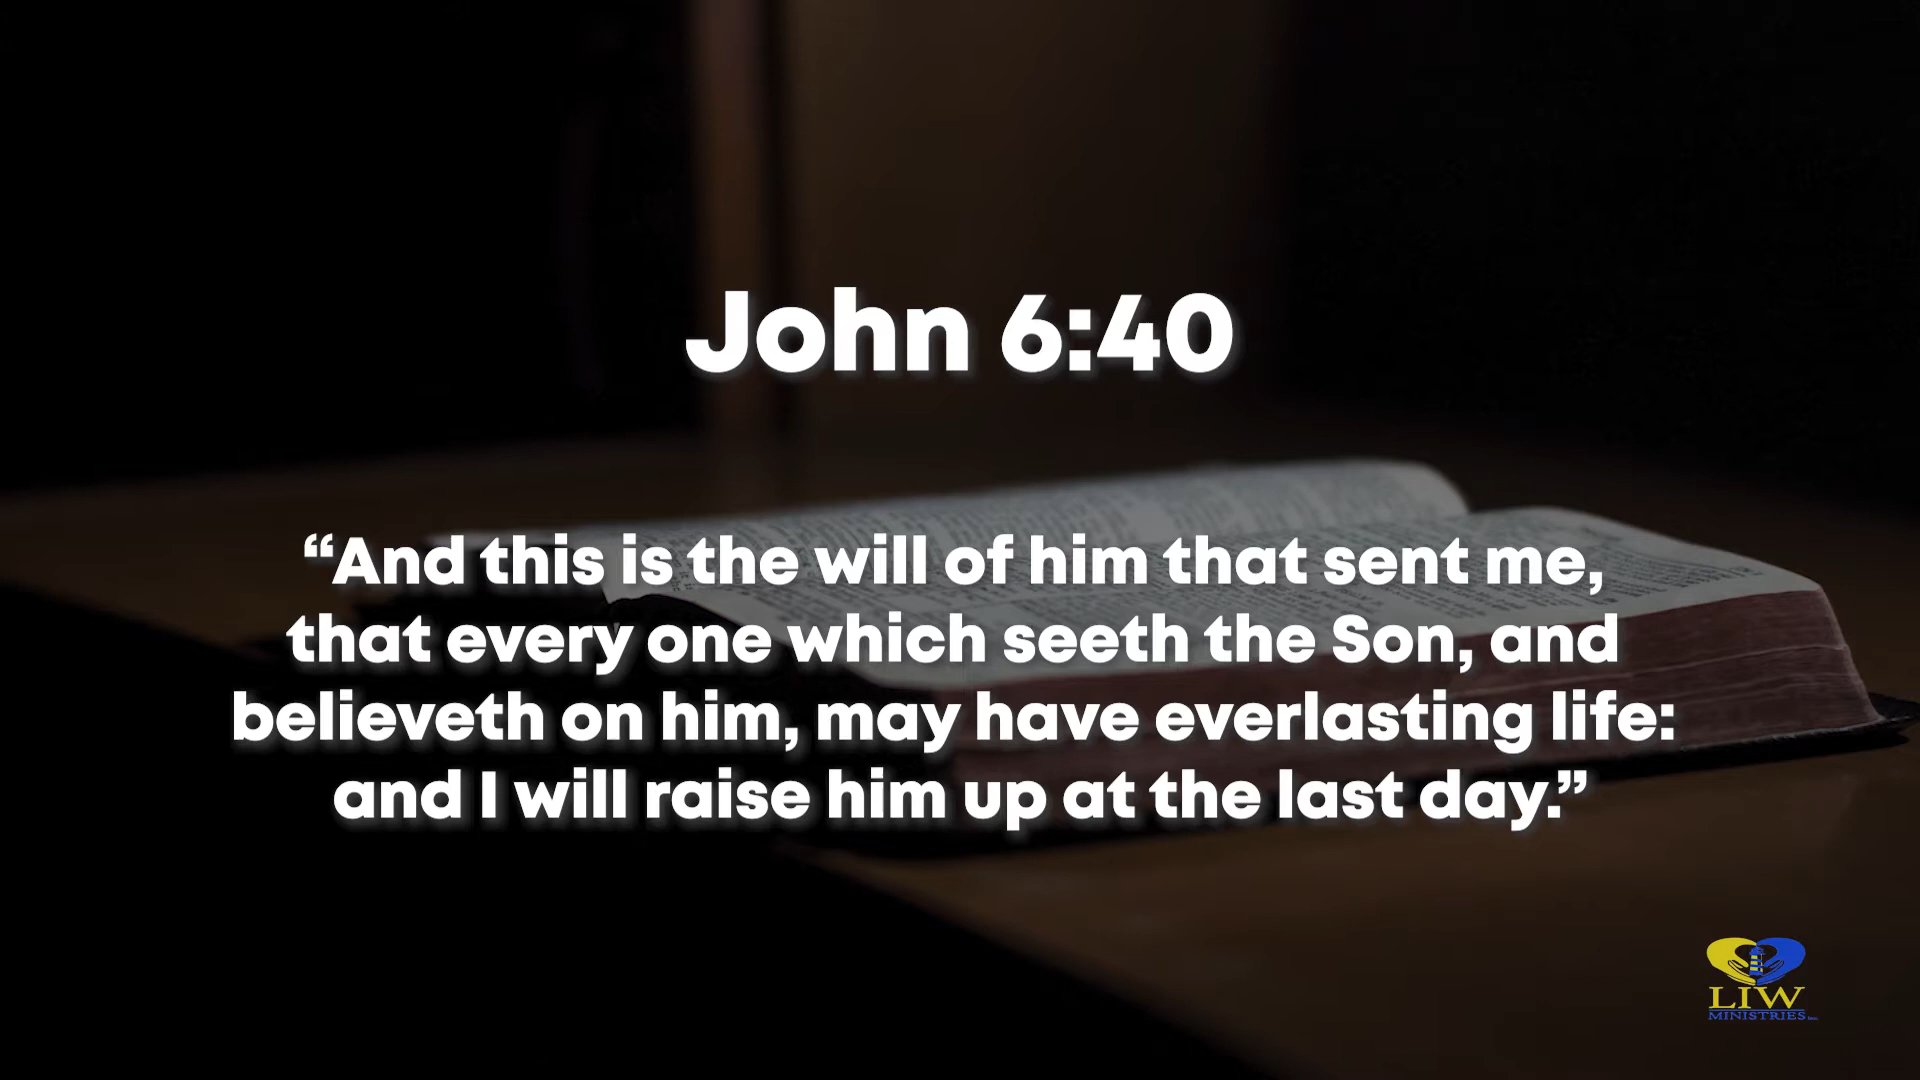 John 6:40
“And this is the will of him that sent me,
that every one which seeth the Son, and
believeth on him, may have everlasting life:
and I will raise him up at the last day.”
LIW
MINISTRIES Inc.